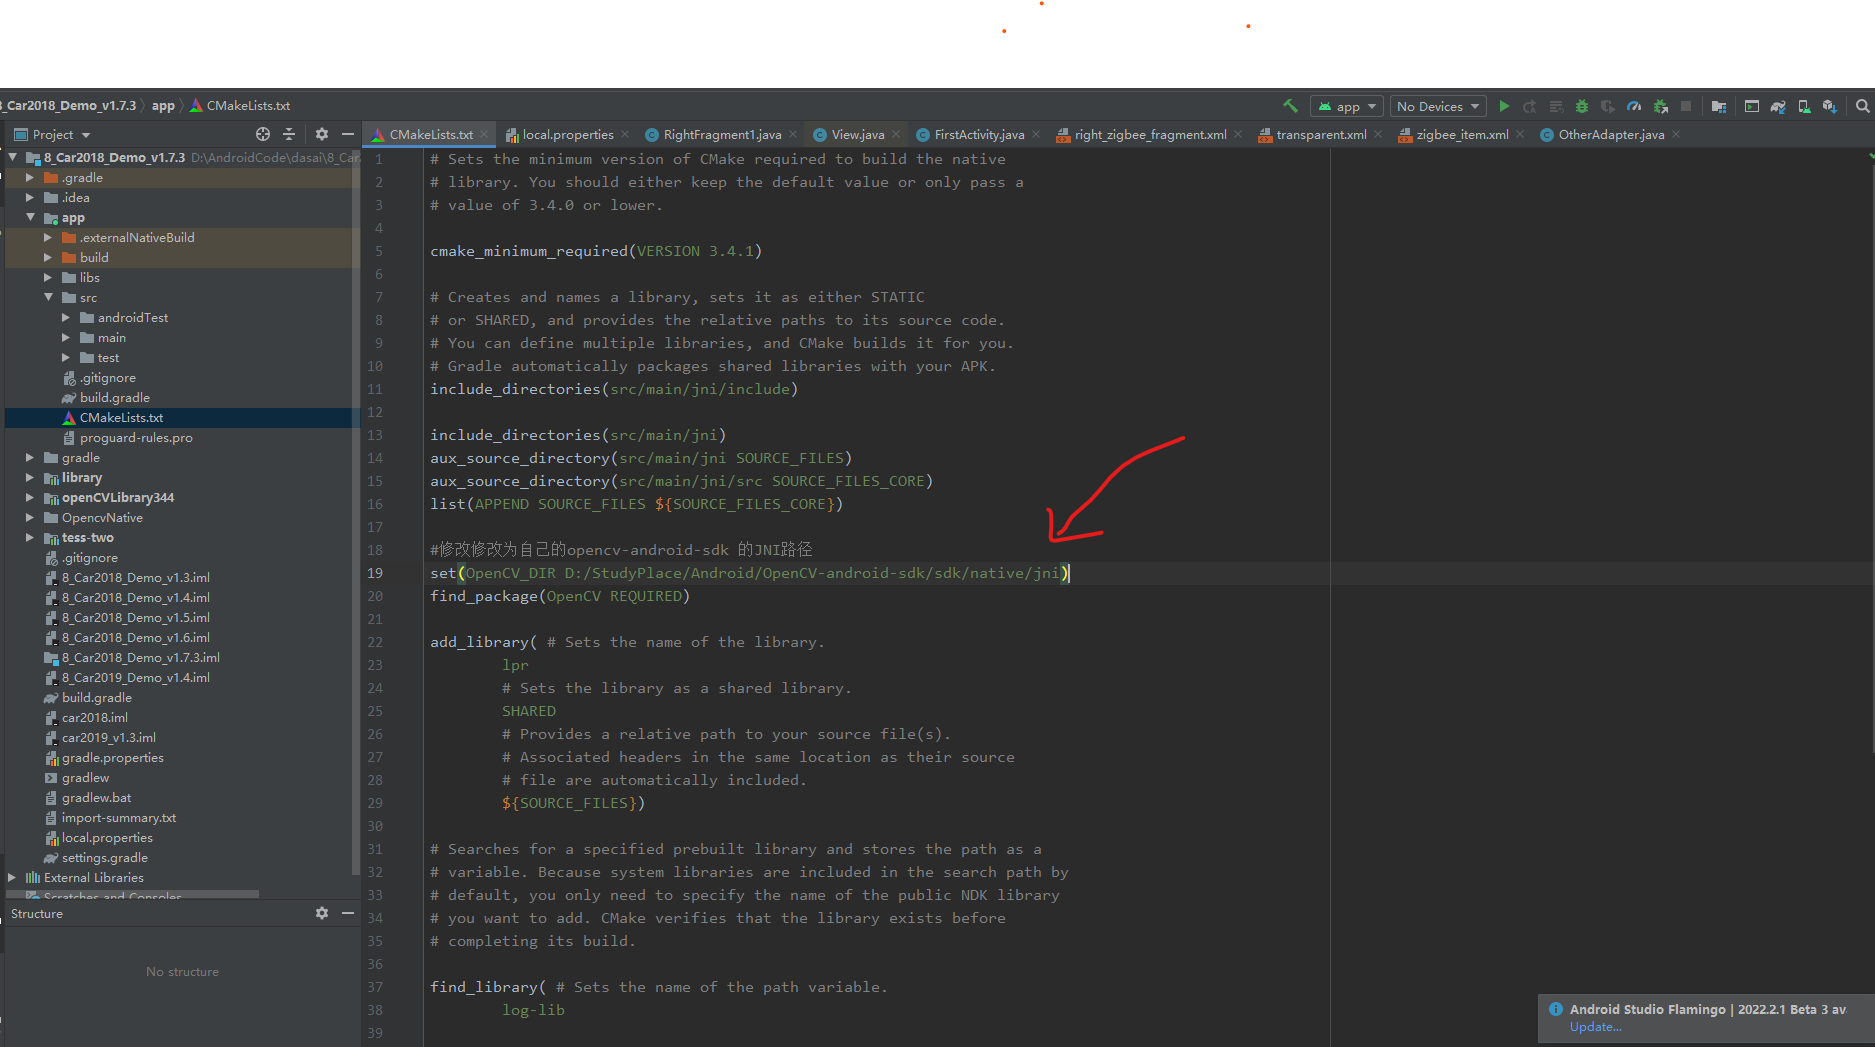 8_Car2018_Demo_v1.7.3 app CMakeLists.txt
app No Devices
Project
CMakeLists.txt local.properties RightFragment1.java View.java FirstActivity.java right_zigbee_fragment.xml transparent.xml zigbee_item.xml OtherAdapter.java
8_Car2018_Demo_v1.7.3 D:\AndroidCode\dasai\8_Car
.gradle
.idea
app
.externalNativeBuild
build
libs
src
androidTest
main
test
.gitignore
build.gradle
CMakeLists.txt
proguard-rules.pro
gradle
library
openCVLibrary344
OpencvNative
tess-two
.gitignore
8_Car2018_Demo_v1.3.iml
8_Car2018_Demo_v1.4.iml
8_Car2018_Demo_v1.5.iml
8_Car2018_Demo_v1.6.iml
8_Car2018_Demo_v1.7.3.iml
8_Car2019_Demo_v1.4.iml
build.gradle
car2018.iml
car2019_v1.3.iml
gradle.properties
gradlew
gradlew.bat
import-summary.txt
local.properties
settings.gradle
External Libraries
Scratches and Consoles
Structure
No structure
1 # Sets the minimum version of CMake required to build the native
2 # library. You should either keep the default value or only pass a
3 # value of 3.4.0 or lower.
4
5 cmake_minimum_required(VERSION 3.4.1)
6
7 # Creates and names a library, sets it as either STATIC
8 # or SHARED, and provides the relative paths to its source code.
9 # You can define multiple libraries, and CMake builds it for you.
10 # Gradle automatically packages shared libraries with your APK.
11 include_directories(src/main/jni/include)
12
13 include_directories(src/main/jni)
14 aux_source_directory(src/main/jni SOURCE_FILES)
15 aux_source_directory(src/main/jni/src SOURCE_FILES_CORE)
16 list(APPEND SOURCE_FILES ${SOURCE_FILES_CORE})
17
18 #修改修改为自己的opencv-android-sdk 的JNI路径
19 set(OpenCV_DIR D:/StudyPlace/Android/OpenCV-android-sdk/sdk/native/jni)
20 find_package(OpenCV REQUIRED)
21
22 add_library( # Sets the name of the library.
23 lpr
24 # Sets the library as a shared library.
25 SHARED
26 # Provides a relative path to your source file(s).
27 # Associated headers in the same location as their source
28 # file are automatically included.
29 ${SOURCE_FILES})
30
31 # Searches for a specified prebuilt library and stores the path as a
32 # variable. Because system libraries are included in the search path by
33 # default, you only need to specify the name of the public NDK library
34 # you want to add. CMake verifies that the library exists before
35 # completing its build.
36
37 find_library( # Sets the name of the path variable.
38 log-lib
39
Android Studio Flamingo | 2022.2.1 Beta 3 av
Update...